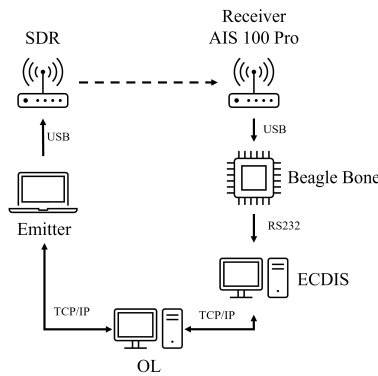 Receiver
SDR
AIS 100 Pro
USB
USB
Beagle Bone
Emitter
RS232
ECDIS
TCP/IP
TCP/IP
OL